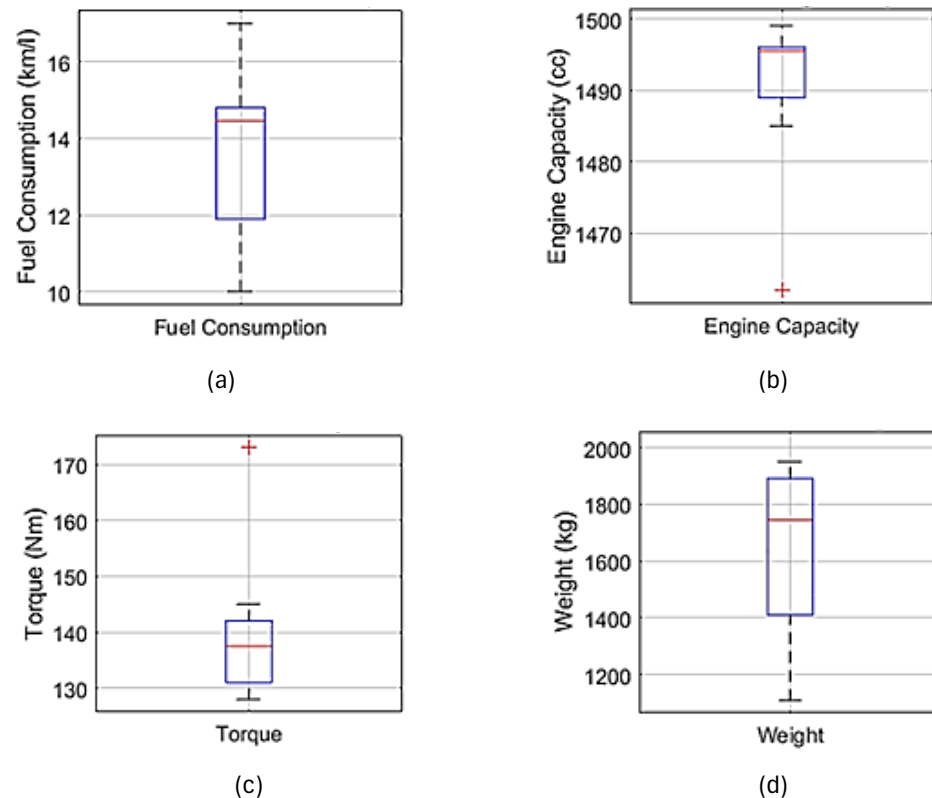 Fuel Consumption (km/l)
16
14
12
10
Fuel Consumption
(a)
Engine Capacity (cc)
1500
1490
1480
1470
Engine Capacity
(b)
Torque (Nm)
170
160
150
140
130
Torque
(c)
Weight (kg)
2000
1800
1600
1400
1200
Weight
(d)